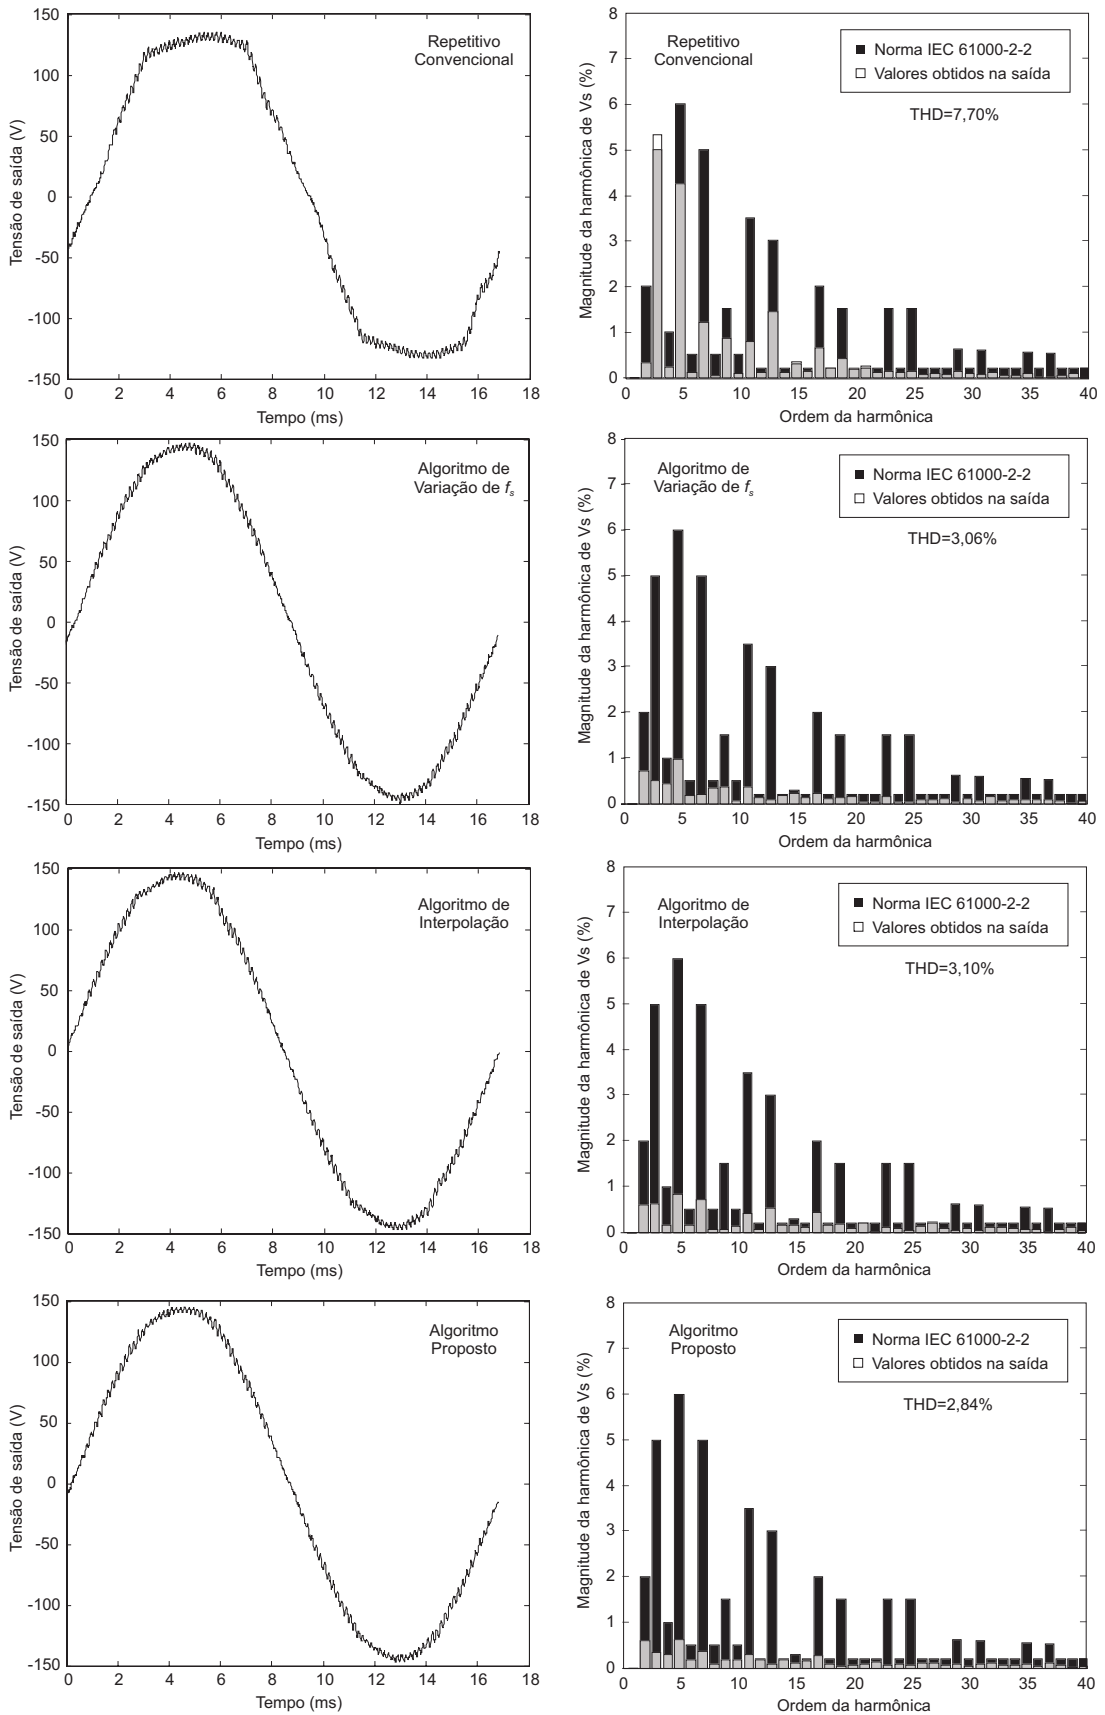 150
100
50
0
-50
-100
-150
0 2 4 6 8 10 12 14 16 18
Tensão de saída (V)
Tempo (ms)
Repetitivo
Convencional
8
7
6
5
4
3
2
1
0
0 5 10 15 20 25 30 35 40
Magnitude da harmônica de Vs (%)
Ordem da harmônica
Repetitivo
Convencional
Norma IEC 61000-2-2
Valores obtidos na saída
THD=7,70%
150
100
50
0
-50
-100
-150
0 2 4 6 8 10 12 14 16 18
Tensão de saída (V)
Tempo (ms)
Algoritmo de
Variação de fs
8
7
6
5
4
3
2
1
0
0 5 10 15 20 25 30 35 40
Magnitude da harmônica de Vs (%)
Ordem da harmônica
Algoritmo de
Variação de fs
Norma IEC 61000-2-2
Valores obtidos na saída
THD=3,06%
150
100
50
0
-50
-100
-150
0 2 4 6 8 10 12 14 16 18
Tensão de saída (V)
Tempo (ms)
Algoritmo de
Interpolação
8
7
6
5
4
3
2
1
0
0 5 10 15 20 25 30 35 40
Magnitude da harmônica de Vs (%)
Ordem da harmônica
Algoritmo de
Interpolação
Norma IEC 61000-2-2
Valores obtidos na saída
THD=3,10%
150
100
50
0
-50
-100
-150
0 2 4 6 8 10 12 14 16 18
Tensão de saída (V)
Tempo (ms)
Algoritmo
Proposto
8
7
6
5
4
3
2
1
0
0 5 10 15 20 25 30 35 40
Magnitude da harmônica de Vs (%)
Ordem da harmônica
Algoritmo
Proposto
Norma IEC 61000-2-2
Valores obtidos na saída
THD=2,84%